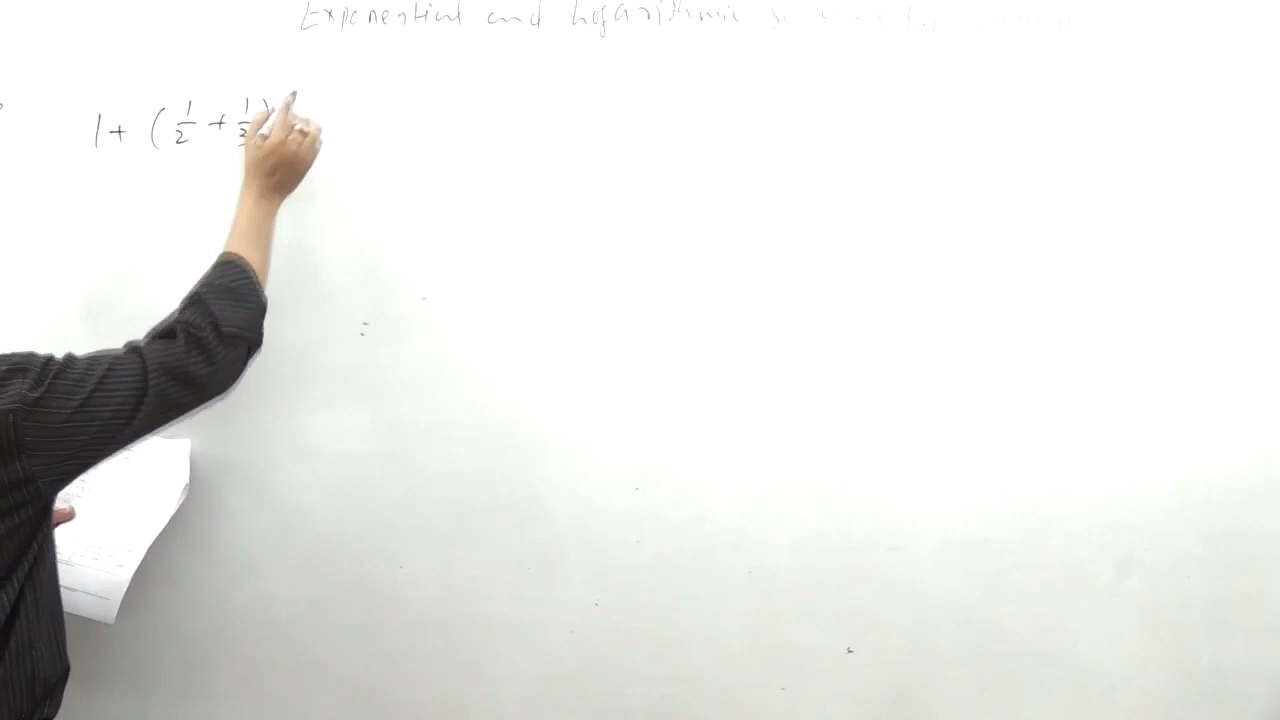 Exponential and logarithmic
1 + ( 1/2 + 1/3 )